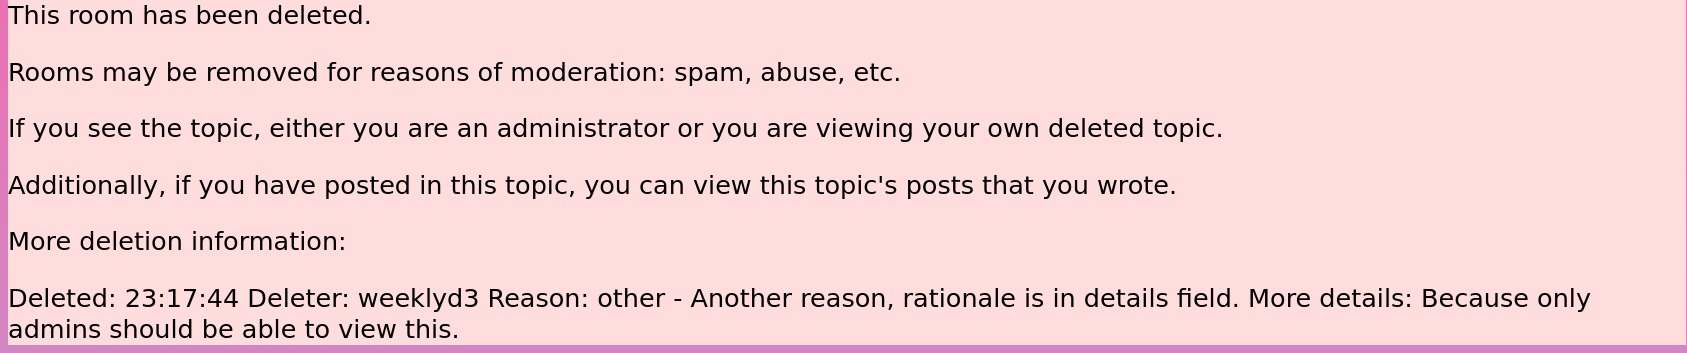 This room has been deleted.
Rooms may be removed for reasons of moderation: spam, abuse, etc.
If you see the topic, either you are an administrator or you are viewing your own deleted topic.
Additionally, if you have posted in this topic, you can view this topic's posts that you wrote.
More deletion information:
Deleted: 23:17:44 Deleter: weeklyd3 Reason: other - Another reason, rationale is in details field. More details: Because only
admins should be able to view this.